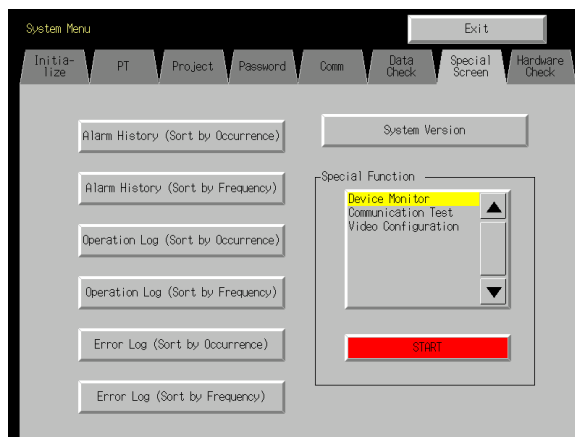 System Menu
Exit
Initia-
lize
PT
Project
Password
Comm
Data
Check
Special
Screen
Hardware
Check
Alarm History (Sort by Occurrence)
Alarm History (Sort by Frequency)
Operation Log (Sort by Occurrence)
Operation Log (Sort by Frequency)
Error Log (Sort by Occurrence)
Error Log (Sort by Frequency)
System Version
Special Function
Device Monitor
Communication Test
Video Configuration
START